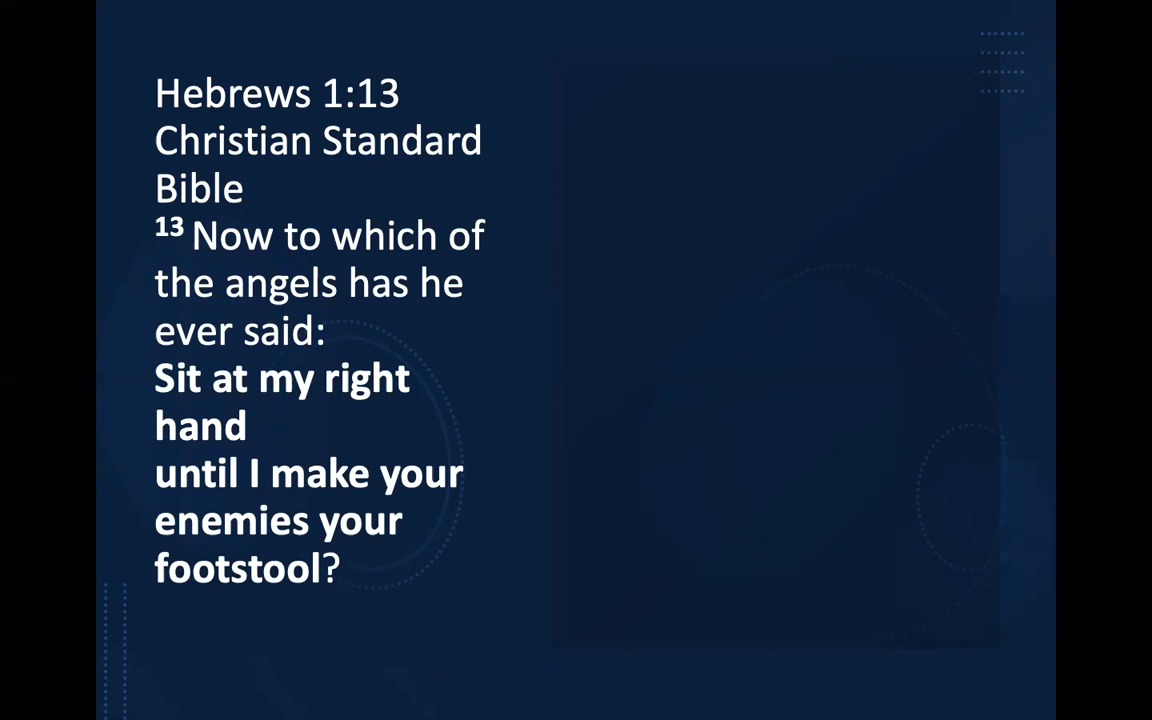 Hebrews 1:13
Christian Standard
Bible
13 Now to which of
the angels has he
ever said:
Sit at my right
hand
until I make your
enemies your
footstool?